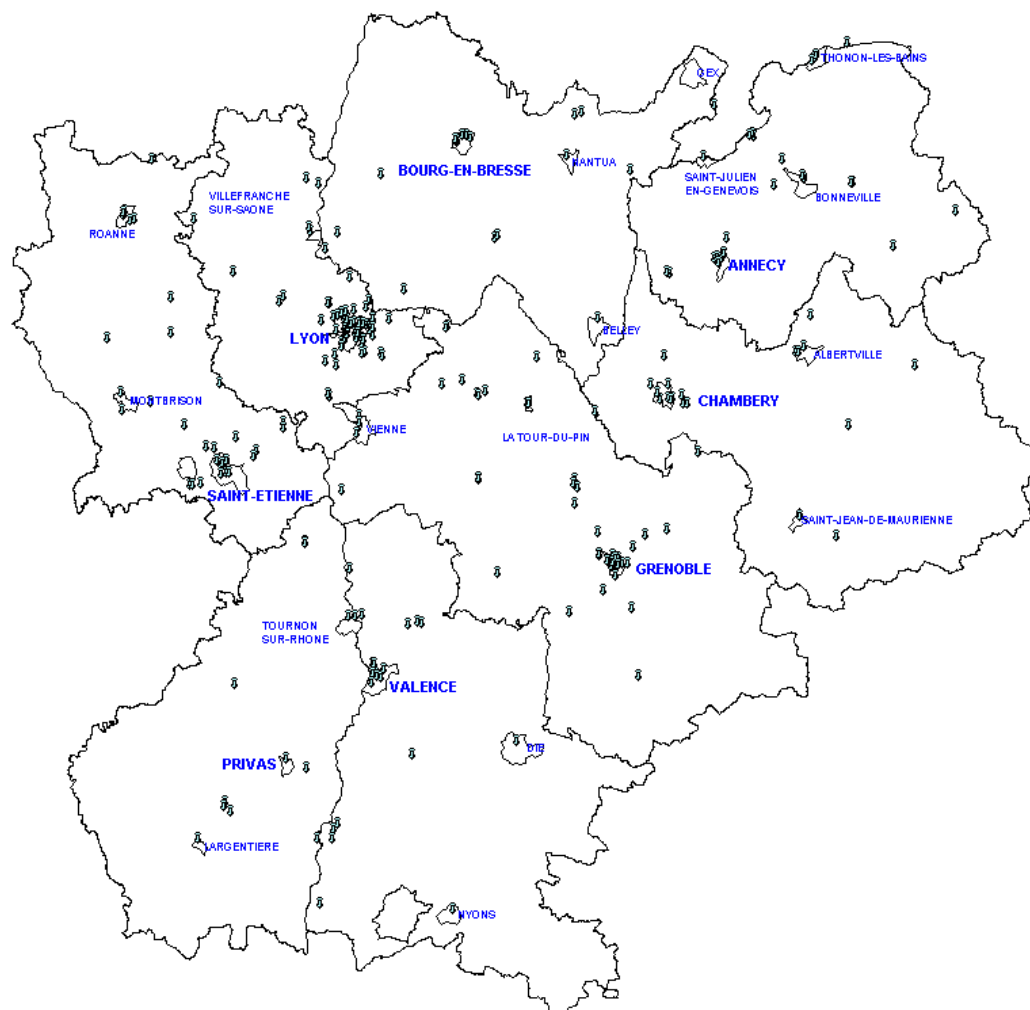 THONON-LES-BAINS
GEX
BOURG-EN-BRESSE
NANTUA
SAINT-JULIEN
EN-GENEVOIS
BONNEVILLE
VILLEFRANCHE
SUR-SAONE
ROANNE
ANNECY
LYON
BELLEY
ALBERTVILLE
MONTBRISON
CHAMBERY
VIENNE
LA TOUR-DU-PIN
SAINT-ETIENNE
SAINT-JEAN-DE-MAURIENNE
GRENOBLE
TOURNON
SUR-RHONE
VALENCE
DIE
PRIVAS
LARGENTIERE
NYONS